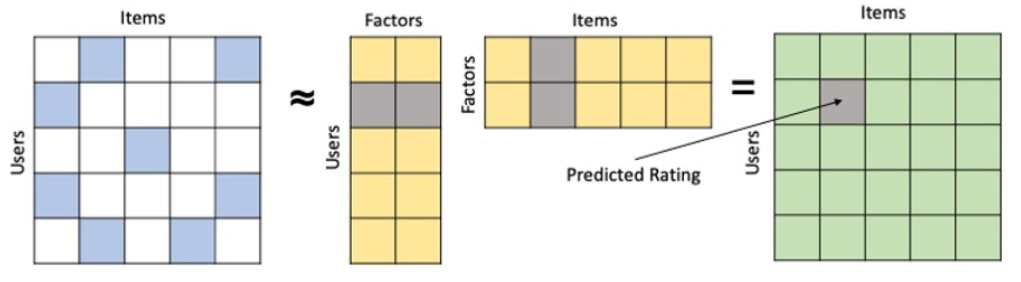 Items
Users
≈
Factors
Users
Items
Factors
=
Predicted Rating
Items
Users